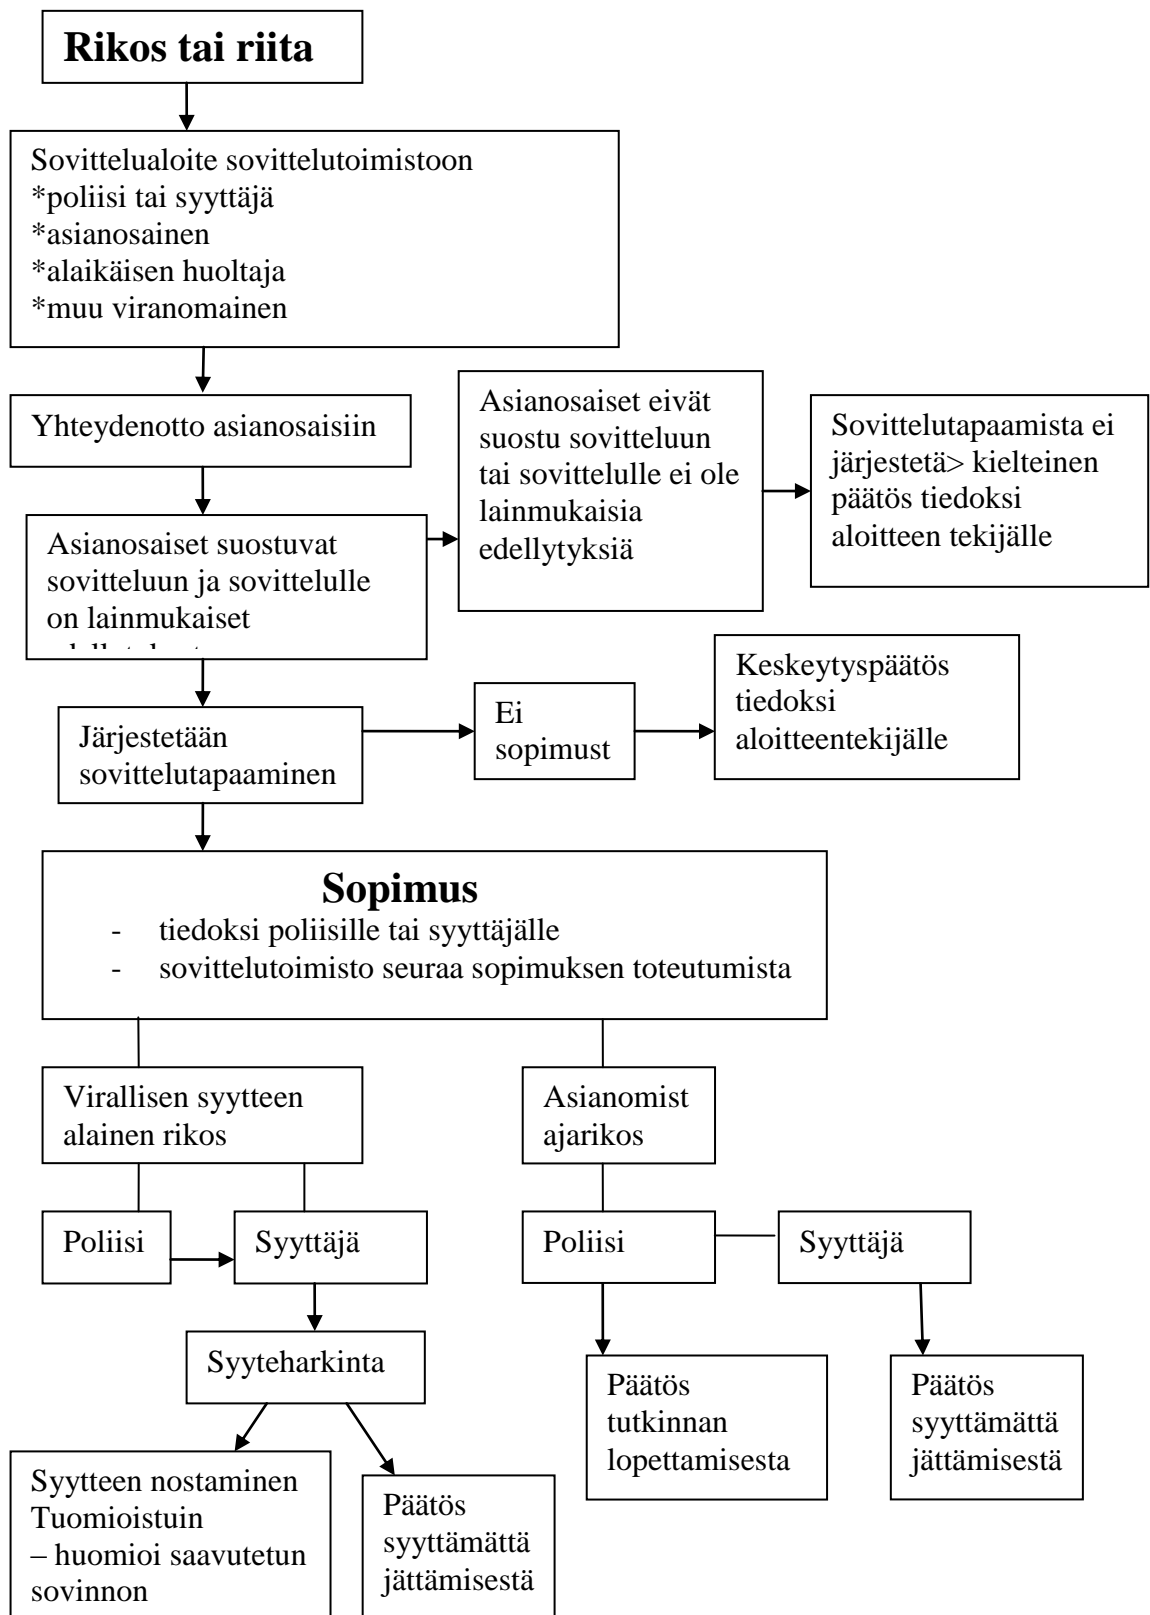 Rikos tai riita
Sovittelualoite sovittelutoimistoon
*poliisi tai syyttäjä
*asianosainen
*alaikäisen huoltaja
*muu viranomainen
Yhteydenotto asianosaisiin
Asianosaiset eivät
suostu sovitteluun
tai sovittelulle ei ole
lainmukaisia
edellytyksiä
Sovittelutapaamista ei
järjestetä> kielteinen
päätös tiedoksi
aloitteen tekijälle
Asianosaiset suostuvat
sovitteluun ja sovittelulle
on lainmukaiset
Järjestetään
sovittelutapaaminen
Ei
sopimust
Keskeytyspäätös
tiedoksi
aloitteentekijälle
Sopimus
- tiedoksi poliisille tai syyttäjälle
- sovittelutoimisto seuraa sopimuksen toteutumista
Virallisen syytteen
alainen rikos
Asianomist
ajarikos
Poliisi
Syyttäjä
Poliisi
Syyttäjä
Syyteharkinta
Päätös
tutkinnan
lopettamisesta
Päätös
syyttämättä
jättämisestä
Syytteen nostaminen
Tuomioistuin
– huomioi saavutetun
sovinnon
Päätös
syyttämättä
jättämisestä